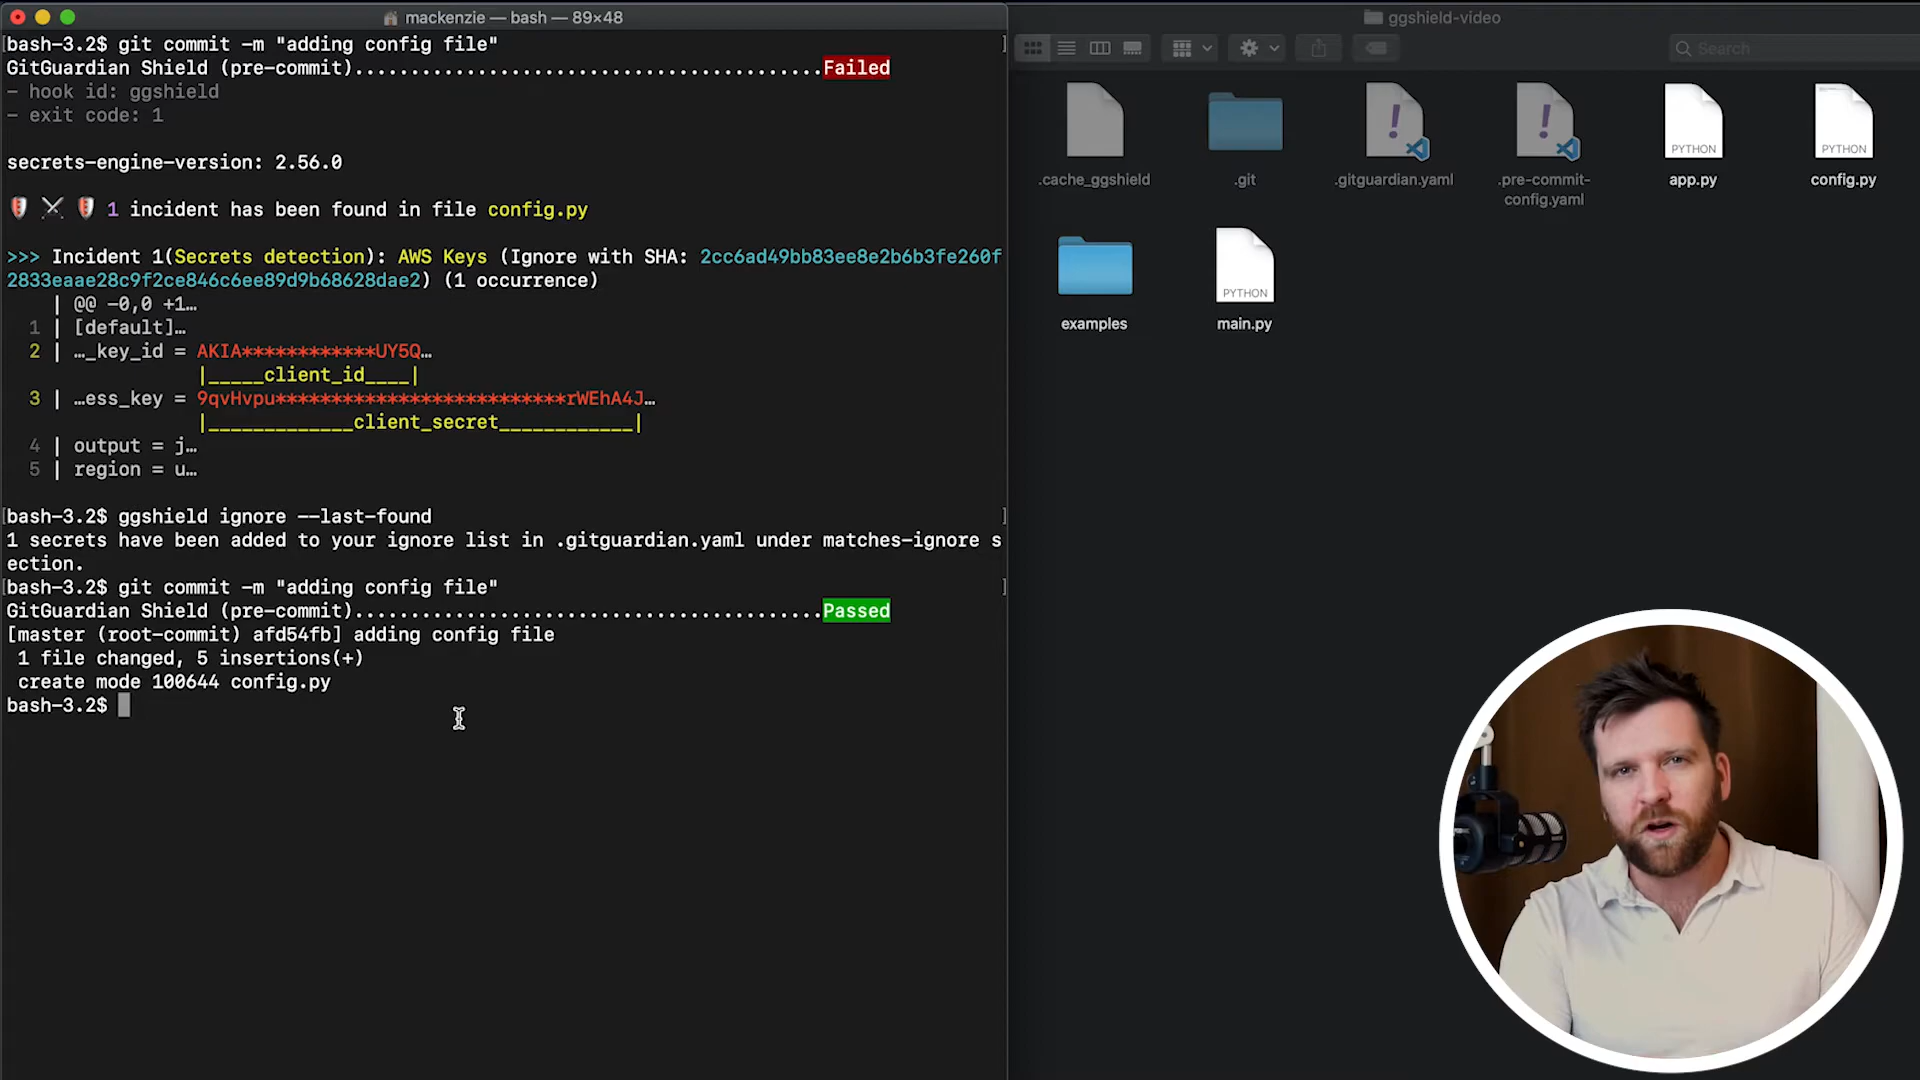 mackenzie — bash — 89×48
[bash-3.2$ git commit -m "adding config file" ]
GitGuardian Shield (pre-commit)..........................................Failed
- hook id: ggshield
- exit code: 1
secrets-engine-version: 2.56.0
1 incident has been found in file config.py
>>> Incident 1(Secrets detection): AWS Keys (Ignore with SHA: 2cc6ad49bb83ee8e2b6b3fe260f
2833eaae28c9f2ce846c6ee89d9b68628dae2) (1 occurrence)
| @@ -0,0 +1…
1 | [default]…
2 | …_key_id = AKIA************UY5Q…
|_____client_id____|
3 | …ess_key = 9qvHvpu**************************rWEhA4J…
|_____________client_secret____________|
4 | output = j…
5 | region = u…
[bash-3.2$ ggshield ignore --last-found ]
1 secrets have been added to your ignore list in .gitguardian.yaml under matches-ignore s
ection.
[bash-3.2$ git commit -m "adding config file" ]
GitGuardian Shield (pre-commit)..........................................Passed
[master (root-commit) afd54fb] adding config file
1 file changed, 5 insertions(+)
create mode 100644 config.py
bash-3.2$
ggshield-video
Search
PYTHON
PYTHON
.cache_ggshield
.git
.gitguardian.yaml
.pre-commit-
config.yaml
app.py
config.py
PYTHON
examples
main.py